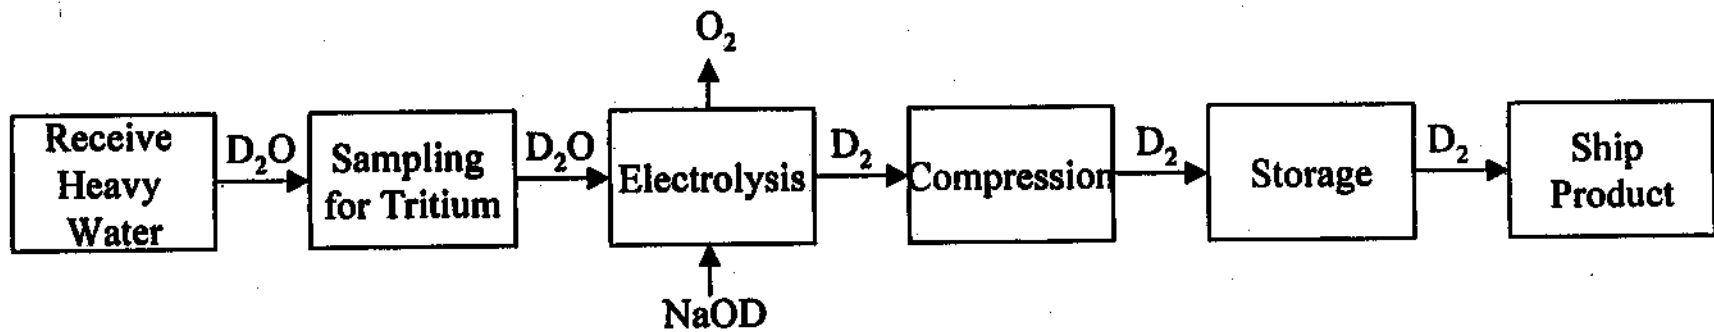 O₂
Receive
Heavy
Water
D₂O
Sampling
for Tritium
D₂O
Electrolysis
D₂
Compression
D₂
Storage
D₂
Ship
Product
NaOD